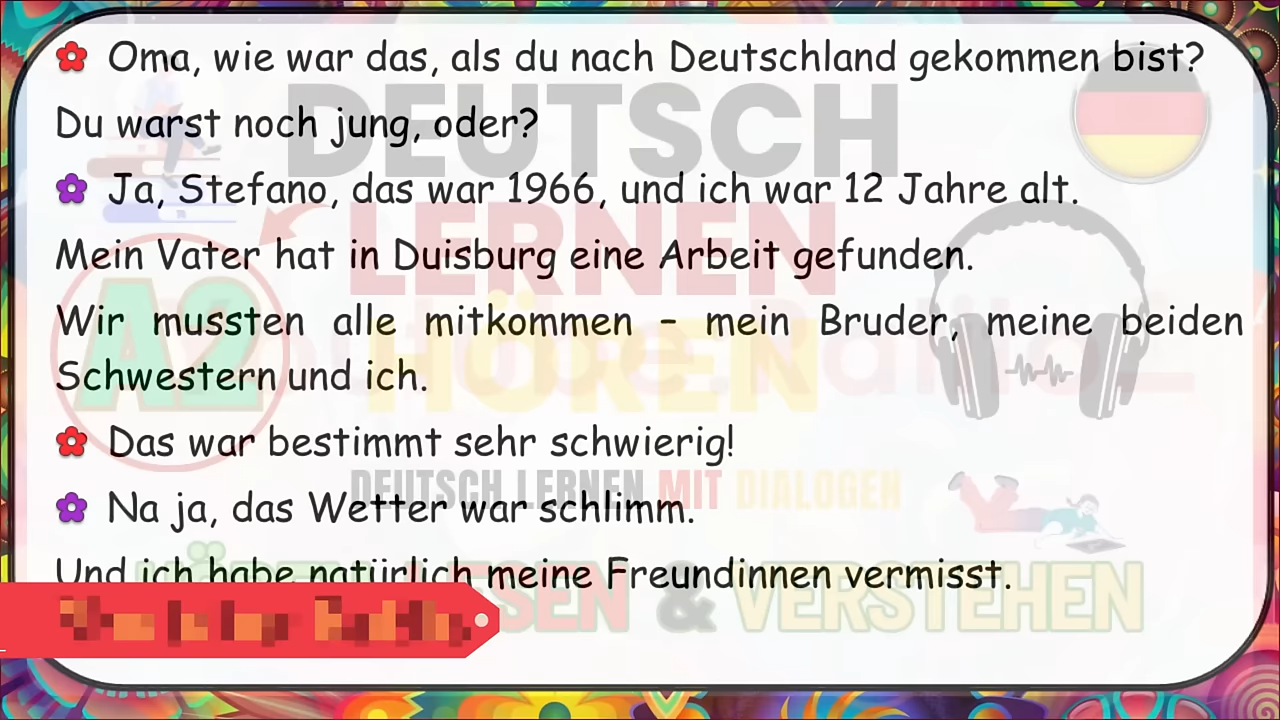 Oma, wie war das, als du nach Deutschland gekommen bist?
Du warst noch jung, oder?
Ja, Stefano, das war 1966, und ich war 12 Jahre alt.
Mein Vater hat in Duisburg eine Arbeit gefunden.
Wir mussten alle mitkommen – mein Bruder, meine beiden
Schwestern und ich.
Das war bestimmt sehr schwierig!
Na ja, das Wetter war schlimm.
Und ich habe natürlich meine Freundinnen vermisst.
DEUTSCH
LERNEN
HÖREN
A2
DEUTSCH LERNEN MIT DIALOGEN
& VERSTEHEN